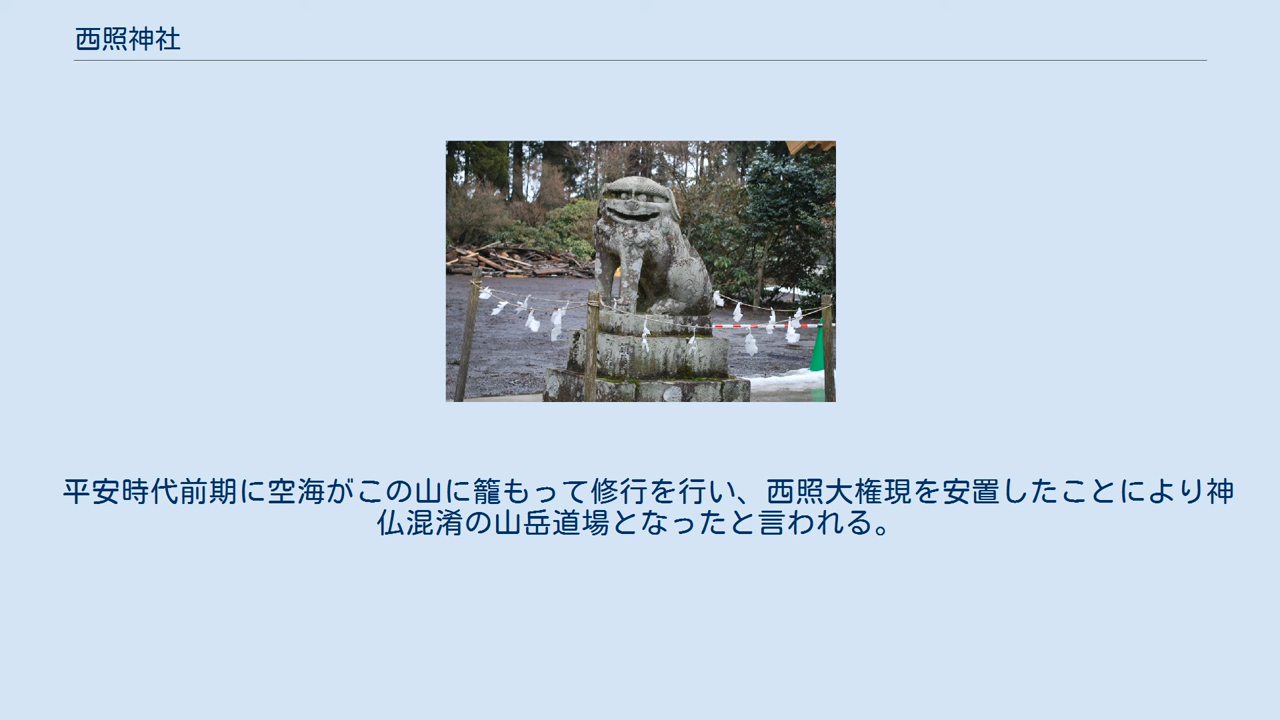 西照神社
平安時代前期に空海がこの山に籠もって修行を行い、西照大権現を安置したことにより神
仏混淆の山岳道場となったと言われる。